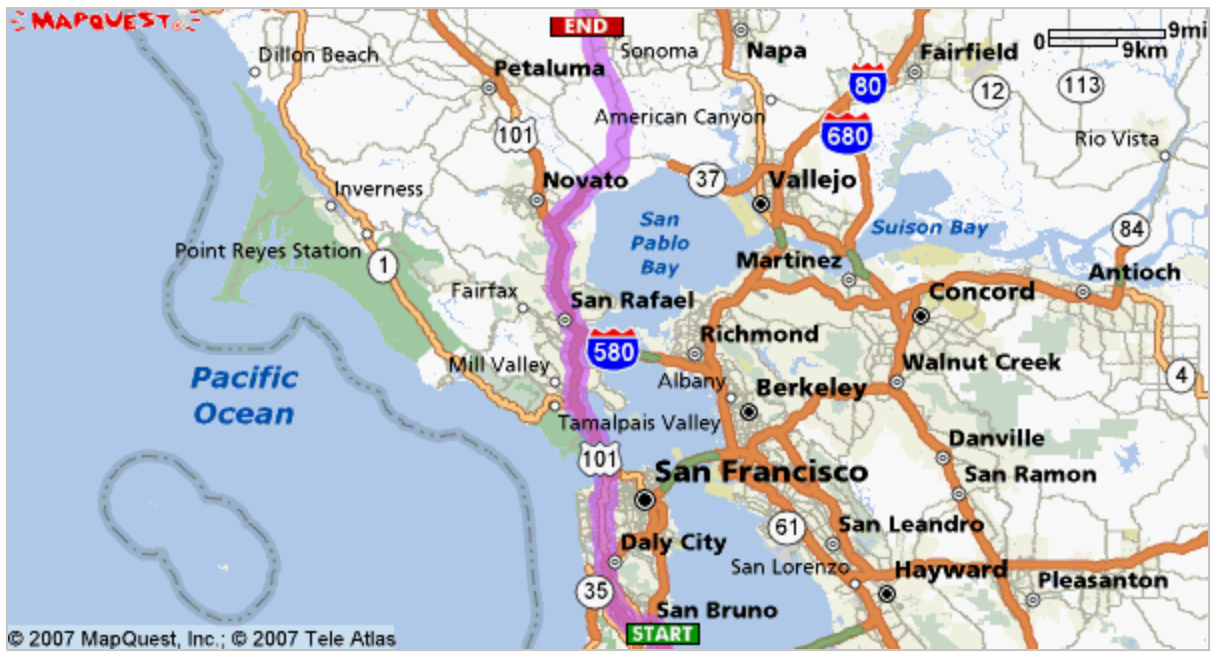 MAPQUEST
END
Sonoma
Napa
Fairfield
0
9mi
9km
Dillon Beach
Petaluma
80
12
113
American Canyon
101
680
Rio Vista
Inverness
Novato
37
Vallejo
San
Pablo
Bay
Suison Bay
84
Point Reyes Station
1
Martinez
Antioch
Fairfax
San Rafael
Concord
580
Richmond
Mill Valley
Walnut Creek
4
Pacific
Ocean
Albany
Berkeley
Tamalpais Valley
Danville
101
San Francisco
San Ramon
61
San Leandro
Daly City
San Lorenzo
Hayward
Pleasanton
35
San Bruno
START
© 2007 MapQuest, Inc.; © 2007 Tele Atlas